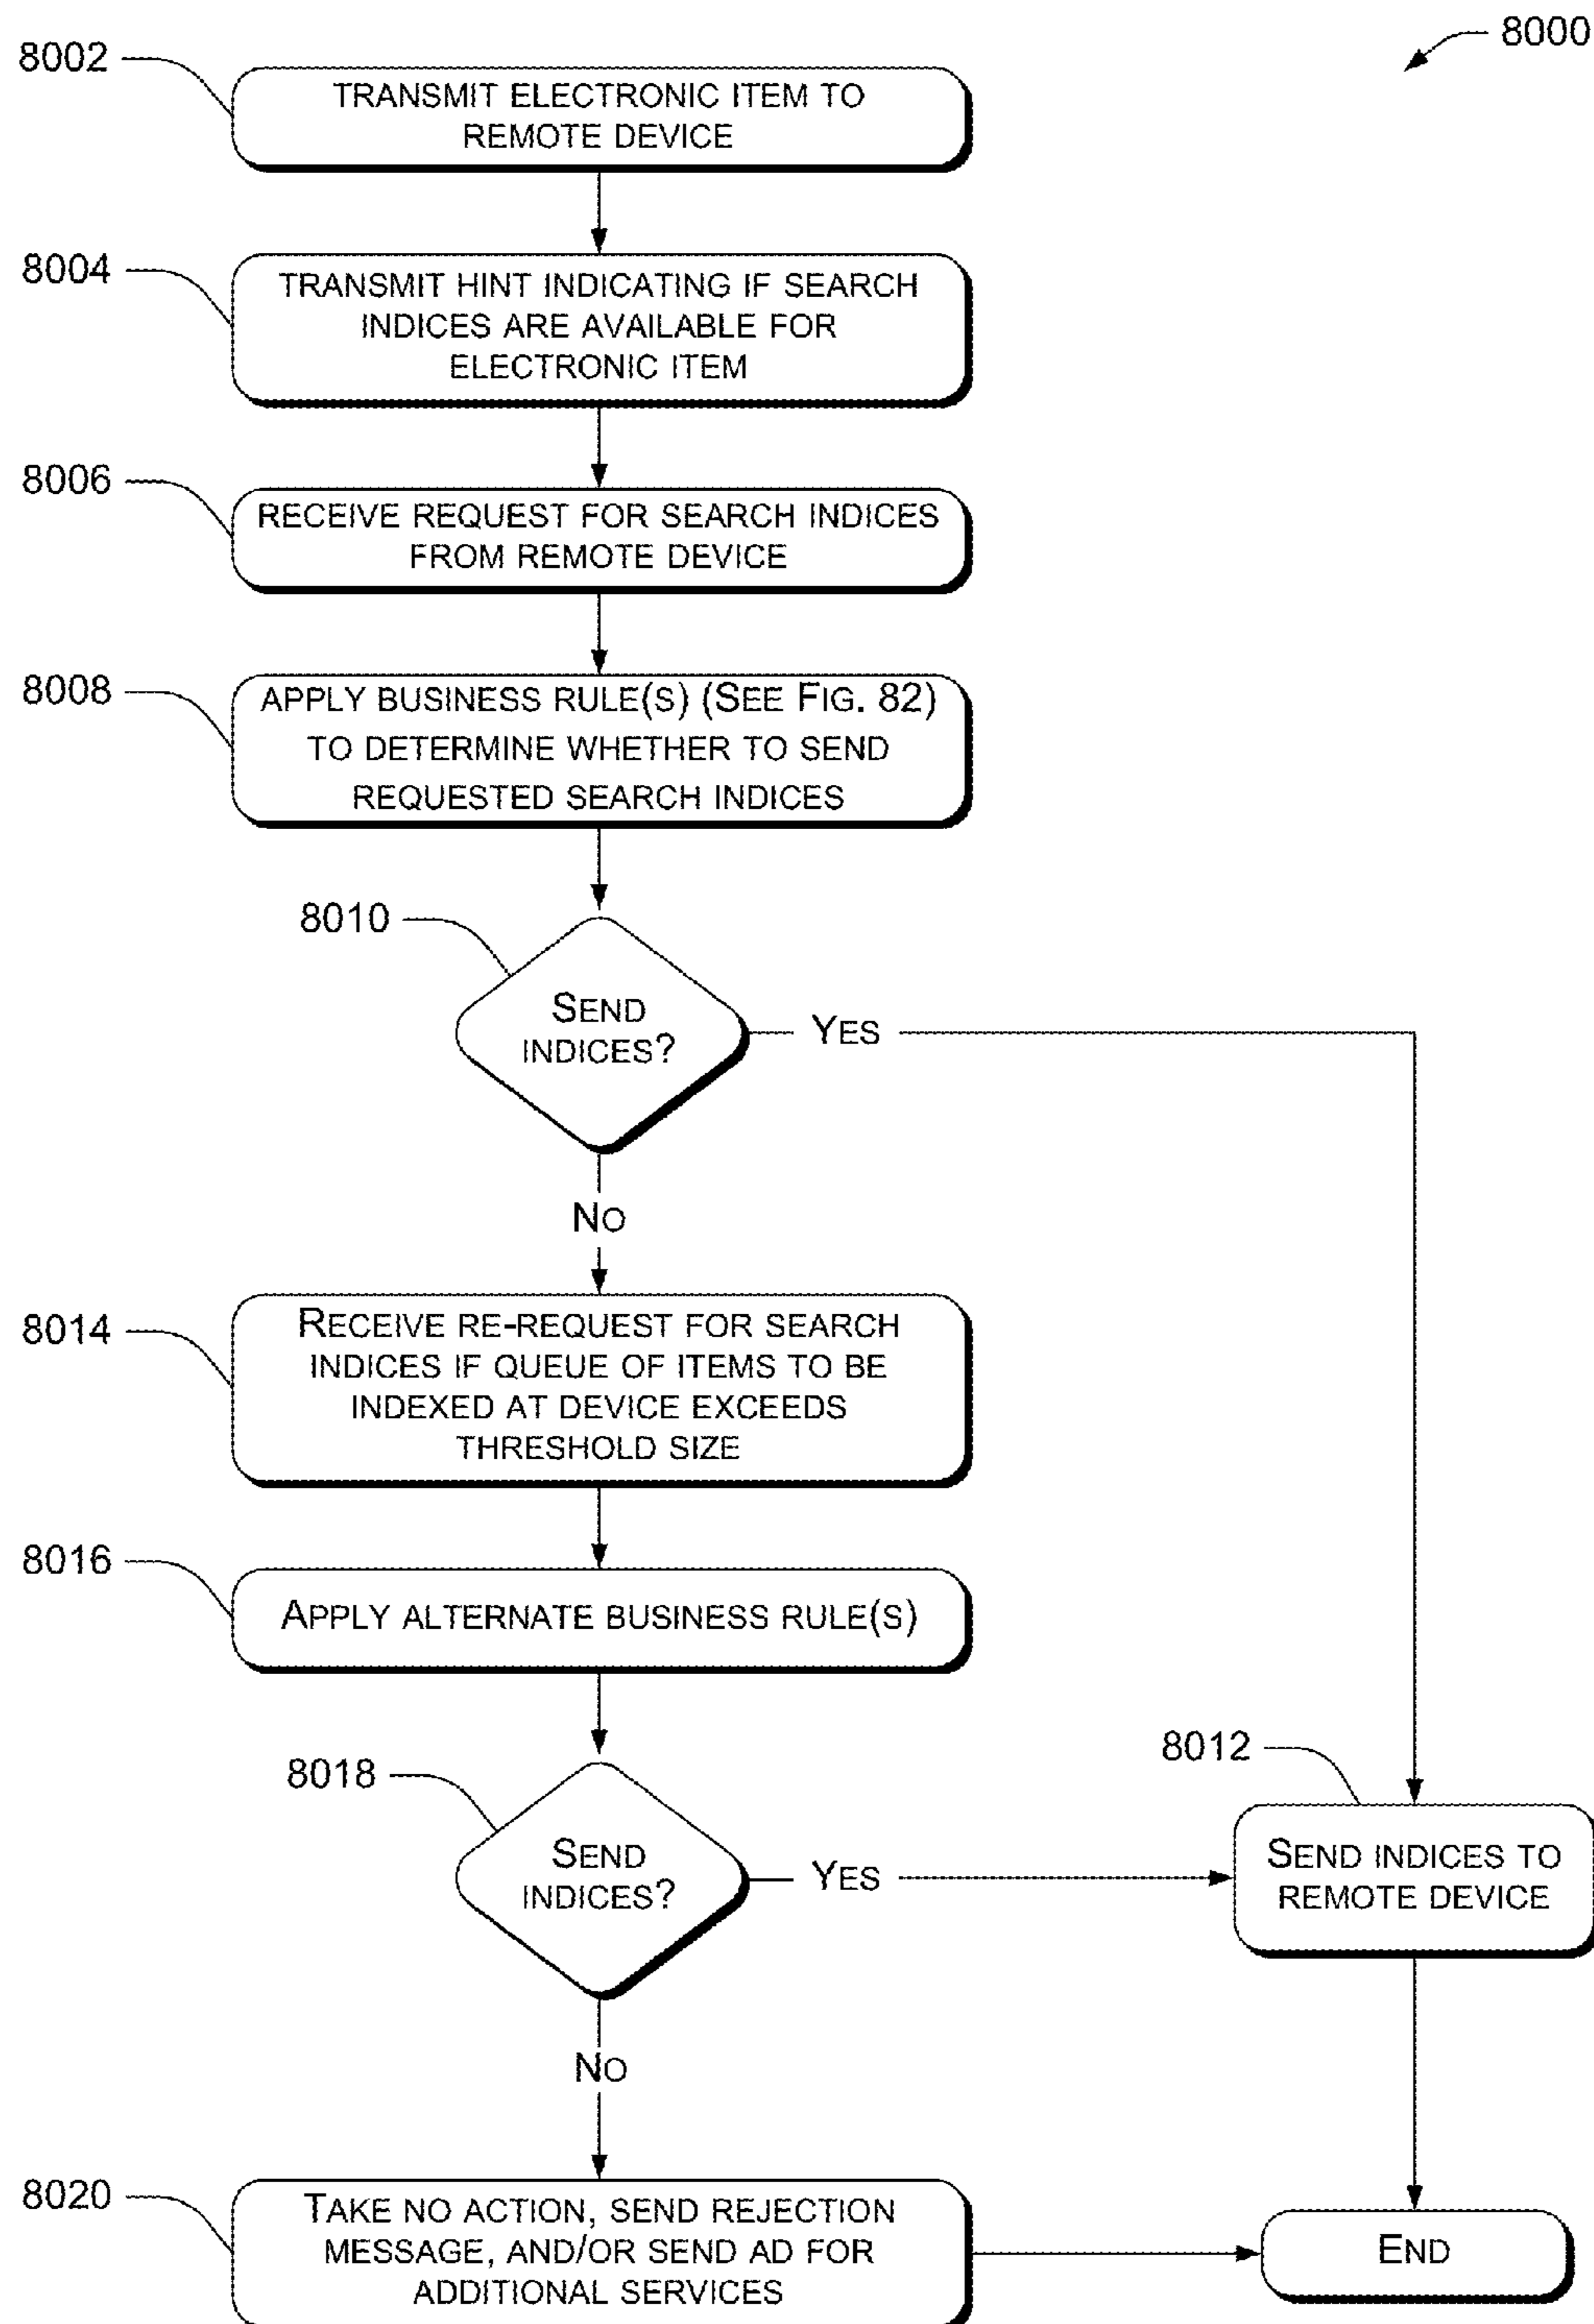 8000
8002
TRANSMIT ELECTRONIC ITEM TO
REMOTE DEVICE
8004
TRANSMIT HINT INDICATING IF SEARCH
INDICES ARE AVAILABLE FOR
ELECTRONIC ITEM
8006
RECEIVE REQUEST FOR SEARCH INDICES
FROM REMOTE DEVICE
8008
APPLY BUSINESS RULE(S) (SEE FIG. 82)
TO DETERMINE WHETHER TO SEND
REQUESTED SEARCH INDICES
8010
SEND
INDICES?
YES
NO
8014
RECEIVE RE-REQUEST FOR SEARCH
INDICES IF QUEUE OF ITEMS TO BE
INDEXED AT DEVICE EXCEEDS
THRESHOLD SIZE
8016
APPLY ALTERNATE BUSINESS RULE(S)
8018
SEND
INDICES?
YES
8012
SEND INDICES TO
REMOTE DEVICE
NO
8020
TAKE NO ACTION, SEND REJECTION
MESSAGE, AND/OR SEND AD FOR
ADDITIONAL SERVICES
END